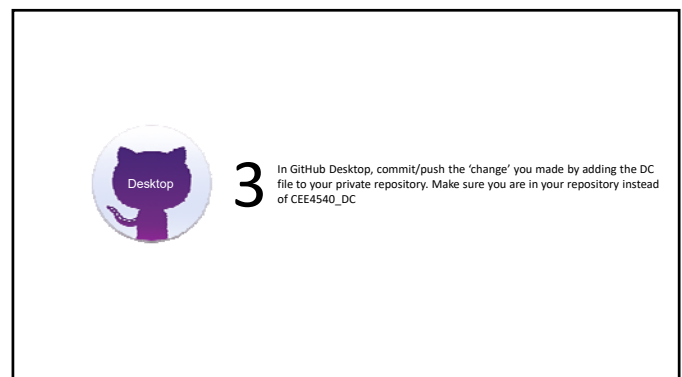 Desktop
3
In GitHub Desktop, commit/push the ‘change’ you made by adding the DC
file to your private repository. Make sure you are in your repository instead
of CEE4540_DC